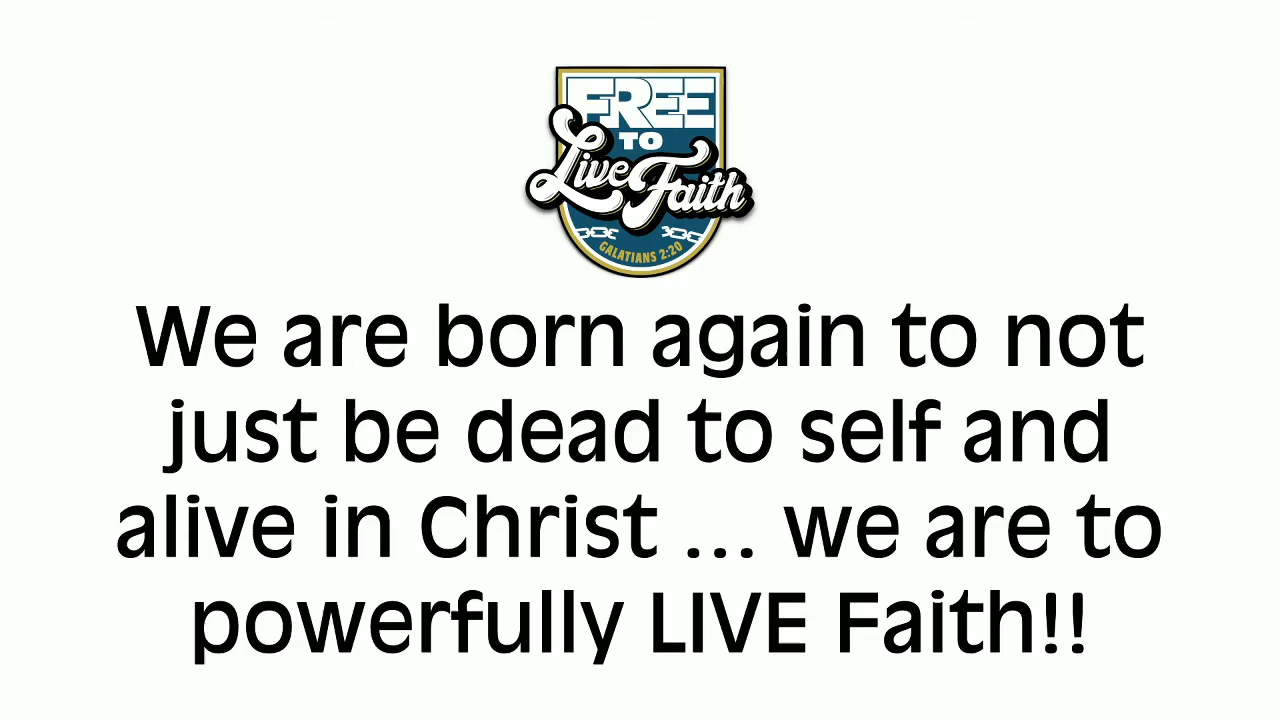 FREE
TO
Live Faith
GALATIANS 2:20
We are born again to not
just be dead to self and
alive in Christ ... we are to
powerfully LIVE Faith!!